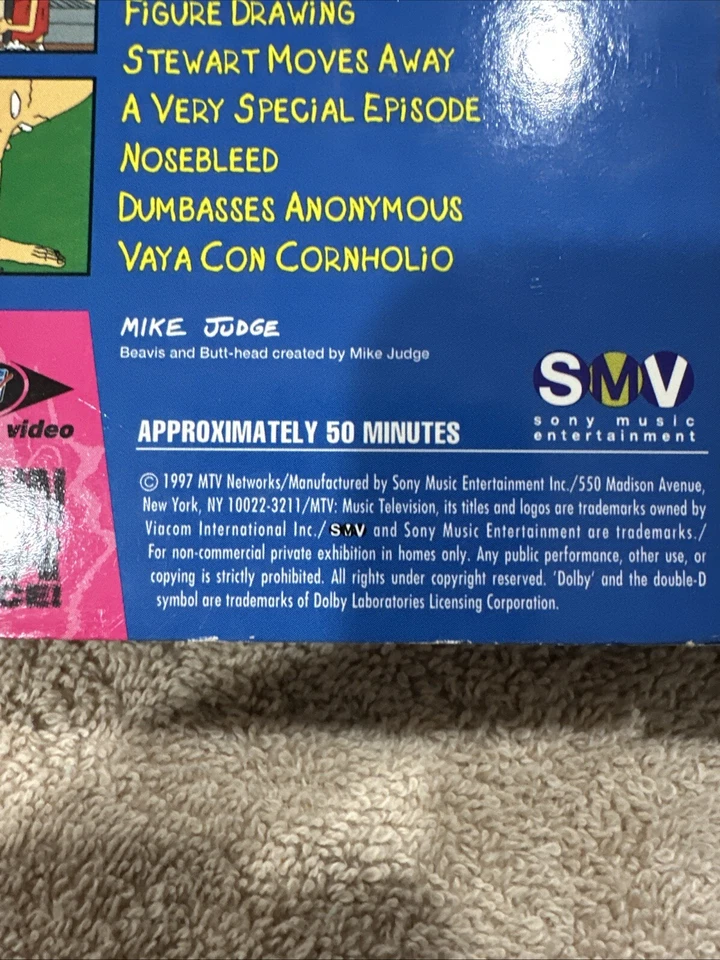 FiGURE DRAWiNG
STEWART MOVES AWAY
A VERY SPECiAL EPiSODE
NOSEBLEED
DUMBASSES ANONYMOUS
VAYA CON CORNHOLiO
MIKE JUDGE
Beavis and Butt-head created by Mike Judge
SMV
sony music
entertainment
video
APPROXIMATELY 50 MINUTES
© 1997 MTV Networks/Manufactured by Sony Music Entertainment Inc./550 Madison Avenue,
New York, NY 10022-3211/MTV: Music Television, its titles and logos are trademarks owned by
Viacom International Inc./SMV and Sony Music Entertainment are trademarks./
For non-commercial private exhibition in homes only. Any public performance, other use, or
copying is strictly prohibited. All rights under copyright reserved. 'Dolby' and the double-D
symbol are trademarks of Dolby Laboratories Licensing Corporation.